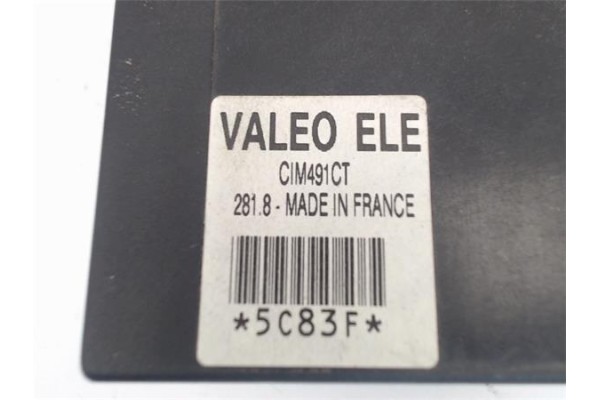 VALEO ELE
CIM491CT
281.8 - MADE IN FRANCE
*5C83F*